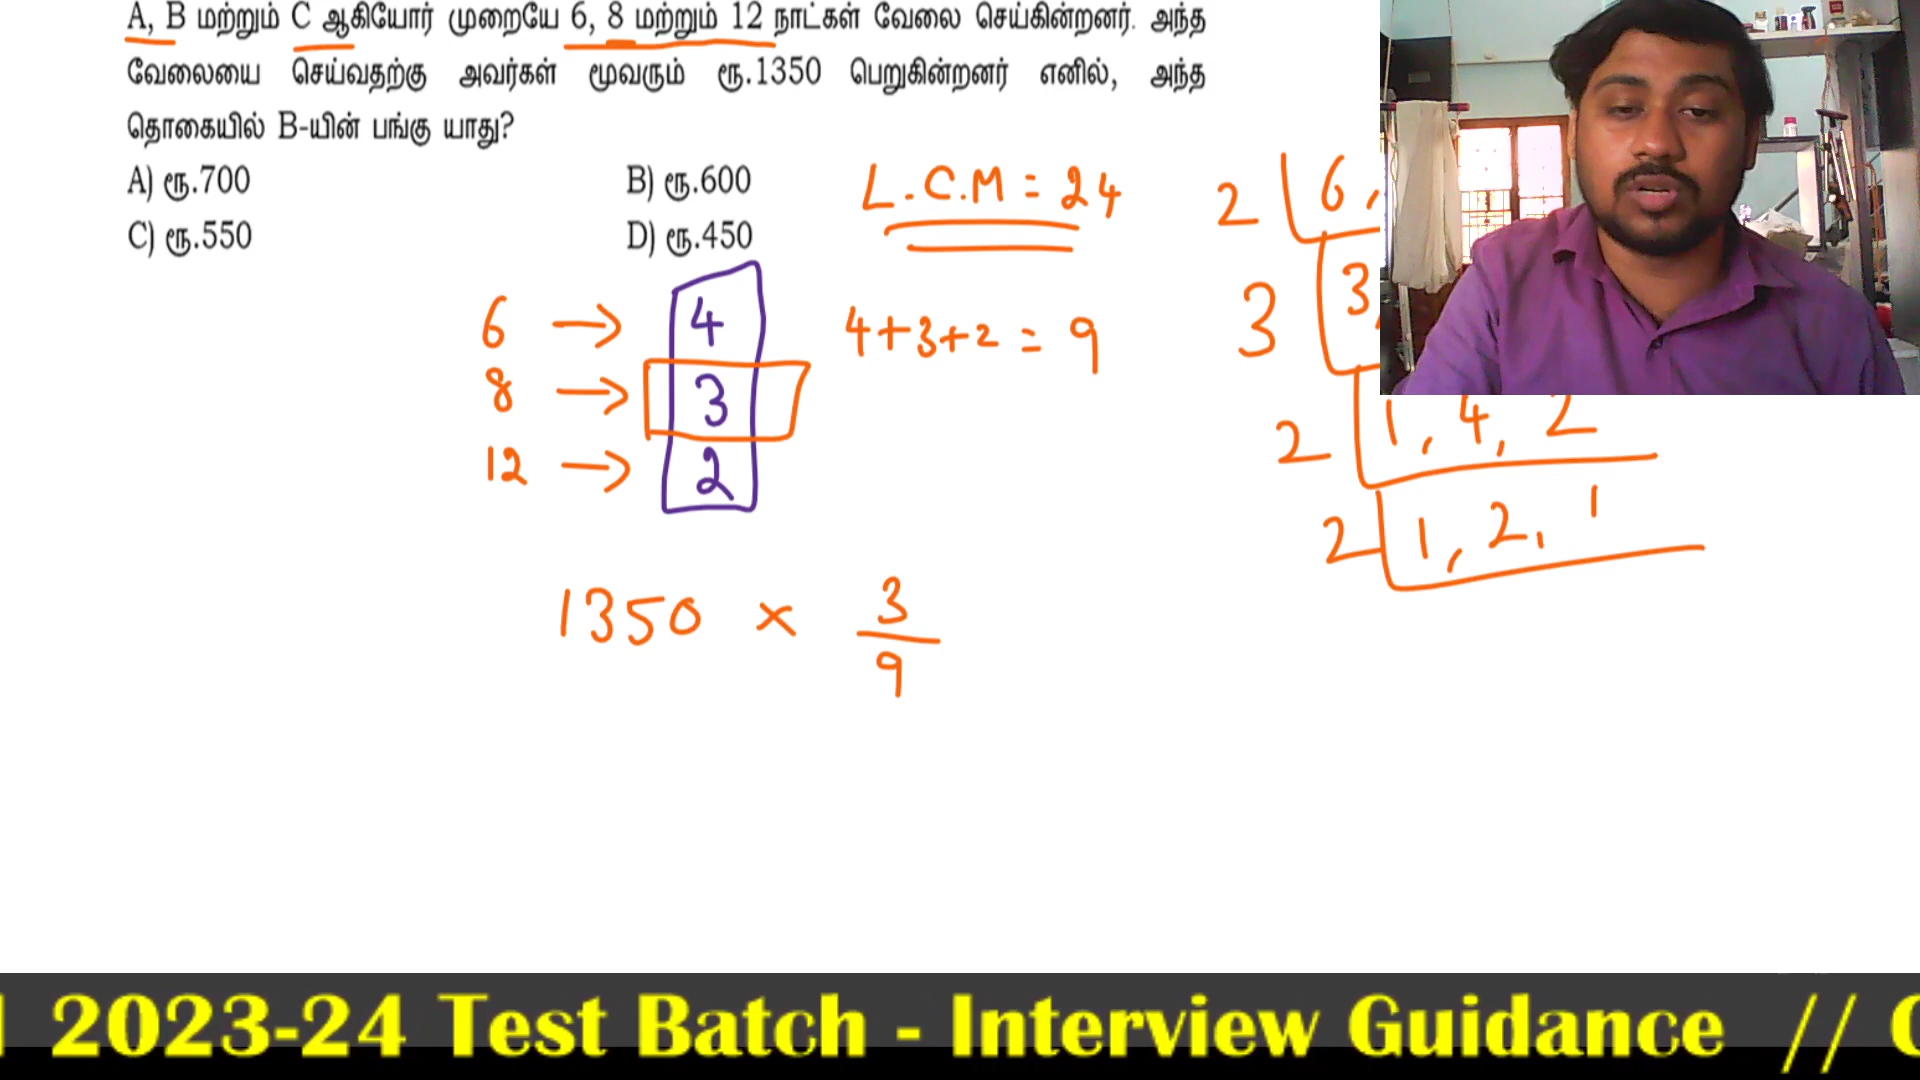 A, B மற்றும் C ஆகியோர் முறையே 6, 8 மற்றும் 12 நாட்கள் வேலை செய்கின்றனர். அந்த
வேலையை செய்வதற்கு அவர்கள் மூவரும் ரூ.1350 பெறுகின்றனர் எனில், அந்த
தொகையில் B-யின் பங்கு யாது?
A) ரூ.700
B) ரூ.600
C) ரூ.550
D) ரூ.450
L.C.M = 24
6 → 4
8 → 3
12 → 2
4+3+2 = 9
1350 × 3/9
2 6,
3 3,
2 1, 4, 2
2 1, 2, 1
2023-24 Test Batch - Interview Guidance //